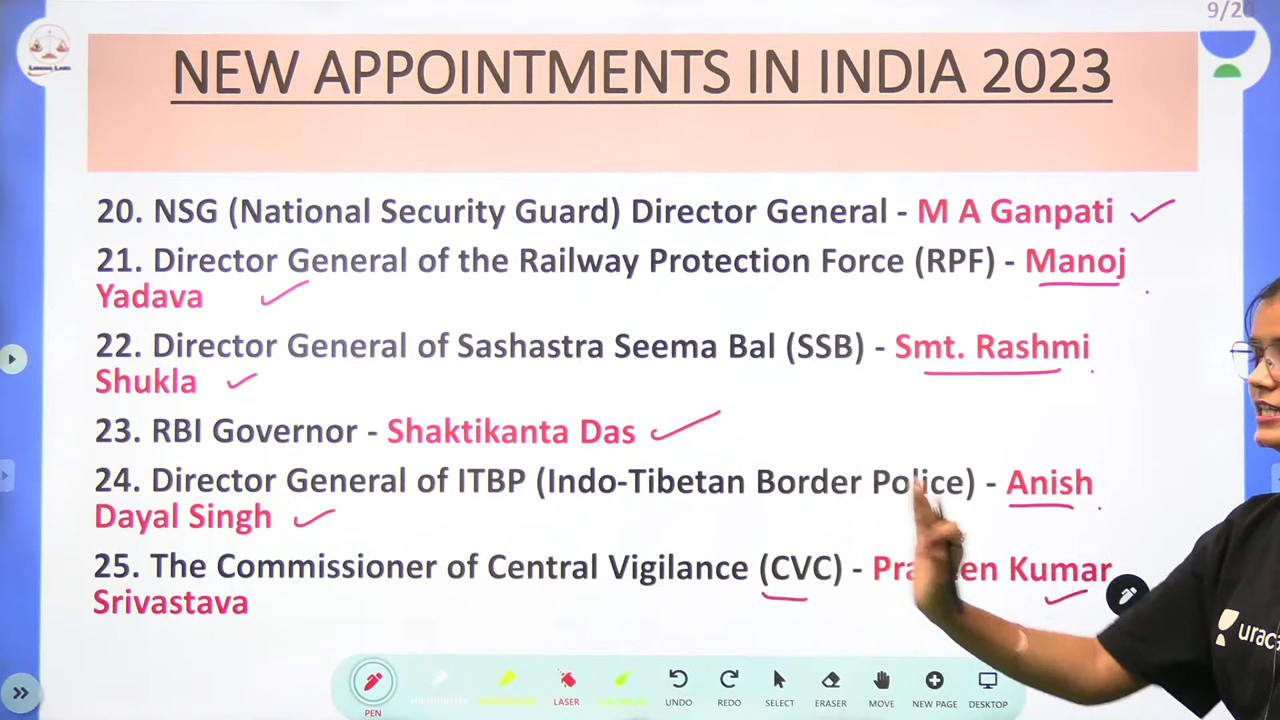 9/20
NEW APPOINTMENTS IN INDIA 2023
20. NSG (National Security Guard) Director General - M A Ganpati
21. Director General of the Railway Protection Force (RPF) - Manoj
Yadava
22. Director General of Sashastra Seema Bal (SSB) - Smt. Rashmi
Shukla
23. RBI Governor - Shaktikanta Das
24. Director General of ITBP (Indo-Tibetan Border Police) - Anish
Dayal Singh
25. The Commissioner of Central Vigilance (CVC) - Kumar
Srivastava
PEN
LASER
UNDO
REDO
SELECT
ERASER
MOVE
NEW PAGE
DESKTOP